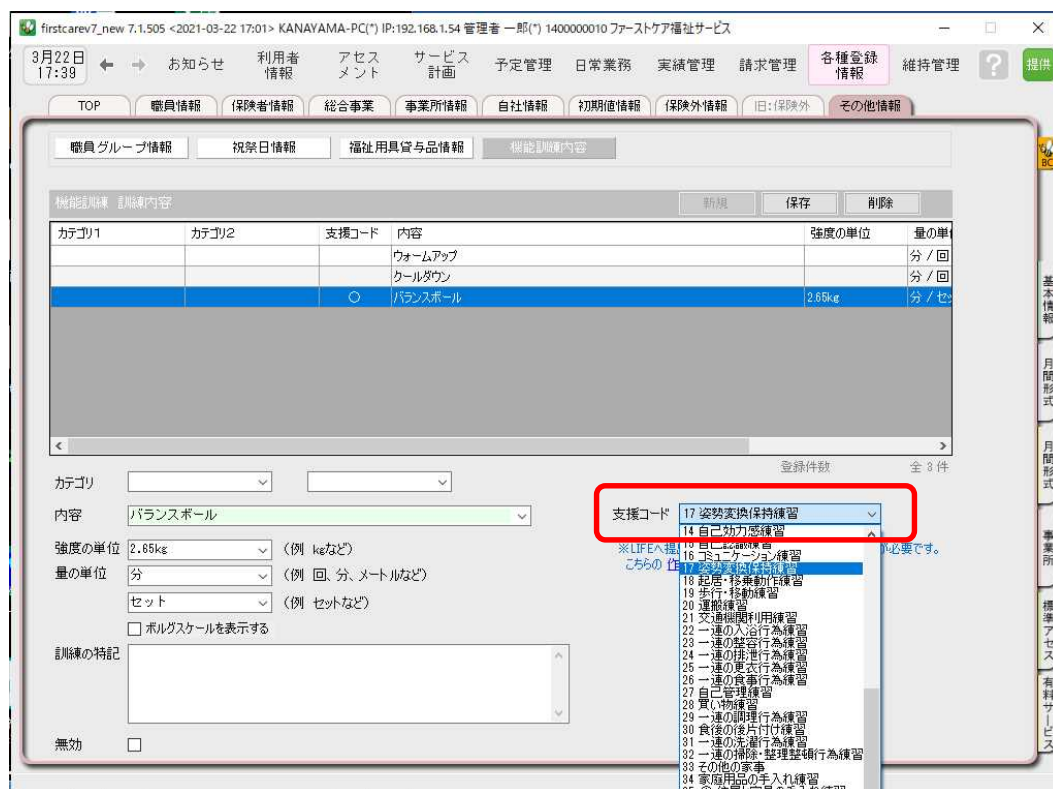 firstcarev7_new 7.1.505 <2021-03-22 17:01> KANAYAMA-PC(*) IP:192.168.1.54 管理者 一郎(*) 1400000010 ファーストケア福祉サービス
3月22日 17:39 お知らせ 利用者情報 アセスメント サービス計画 予定管理 日常業務 実績管理 請求管理 各種登録情報 維持管理 ? 提供
TOP 職員情報 保険者情報 総合事業 事業所情報 自社情報 初期値情報 保険外情報 旧:保険外 その他情報
職員グループ情報 祝祭日情報 福祉用具貸与品情報 機能訓練内容
BC
機能訓練 訓練内容 新規 保存 削除
カテゴリ1 カテゴリ2 支援コード 内容 強度の単位 量の単
ウォームアップ 分 / 回
クールダウン 分 / 回
○ バランスボール 2.65kg 分 / セッ
登録件数 全 3 件
カテゴリ
内容 バランスボール 支援コード 17 姿勢変換保持練習
強度の単位 2.65kg (例 kgなど) ※LIFEへ提 が必要です。
量の単位 分 (例 回、分、メートルなど) こちらの 作
セット (例 セットなど)
ボルグスケールを表示する
訓練の特記
無効
14 自己効力感練習
15 自己認識練習
16 コミュニケーション練習
17 姿勢変換保持練習
18 起居・移乗動作練習
19 歩行・移動練習
20 運搬練習
21 交通機関利用練習
22 一連の入浴行為練習
23 一連の整容行為練習
24 一連の排泄行為練習
25 一連の更衣行為練習
26 一連の食事行為練習
27 自己管理練習
28 買い物練習
29 一連の調理行為練習
30 食後の後片付け練習
31 一連の洗濯行為練習
32 一連の掃除・整理整頓行為練習
33 その他の家事
34 家庭用品の手入れ練習
基本情報
月間形式
月間形式
事業所
標準アセス
有料サービス